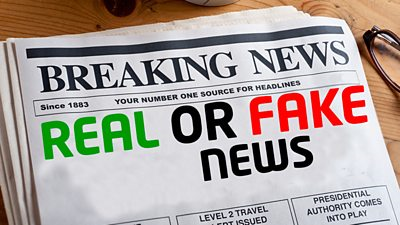 BREAKING NEWS
Since 1883 YOUR NUMBER ONE SOURCE FOR HEADLINES
REAL OR FAKE
NEWS
LEVEL 2 TRAVEL
ALERT ISSUED
PRESIDENTIAL
AUTHORITY COMES
INTO PLAY